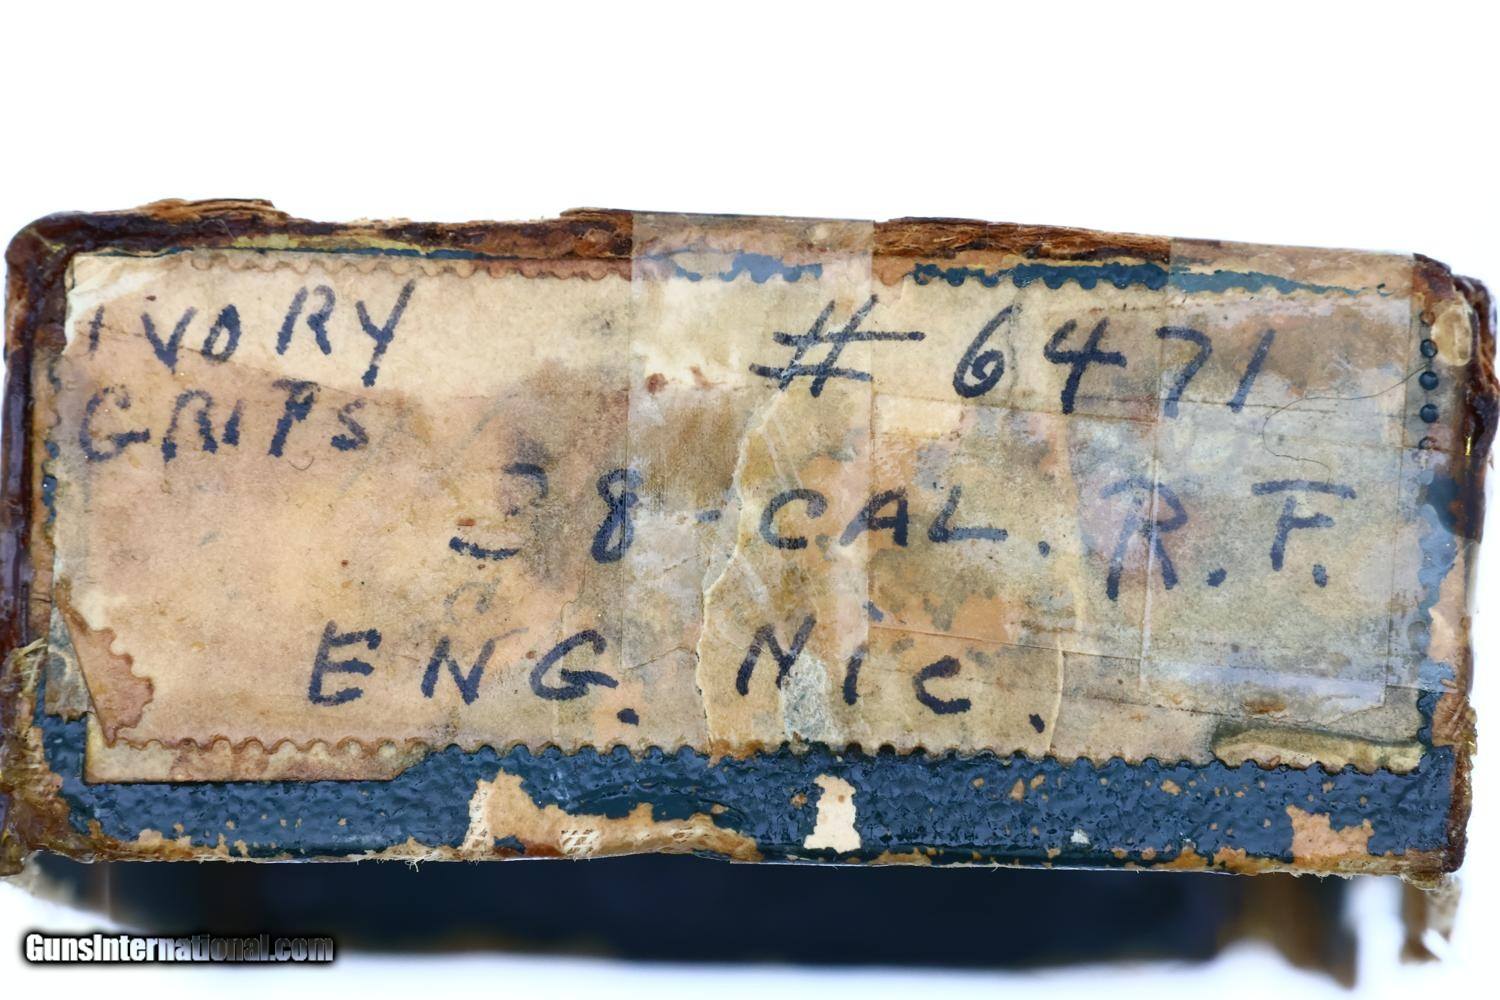 IVORY # 6471
GRIPS
38-CAL. R.F.
ENG. NIC.
GunsInternational.com